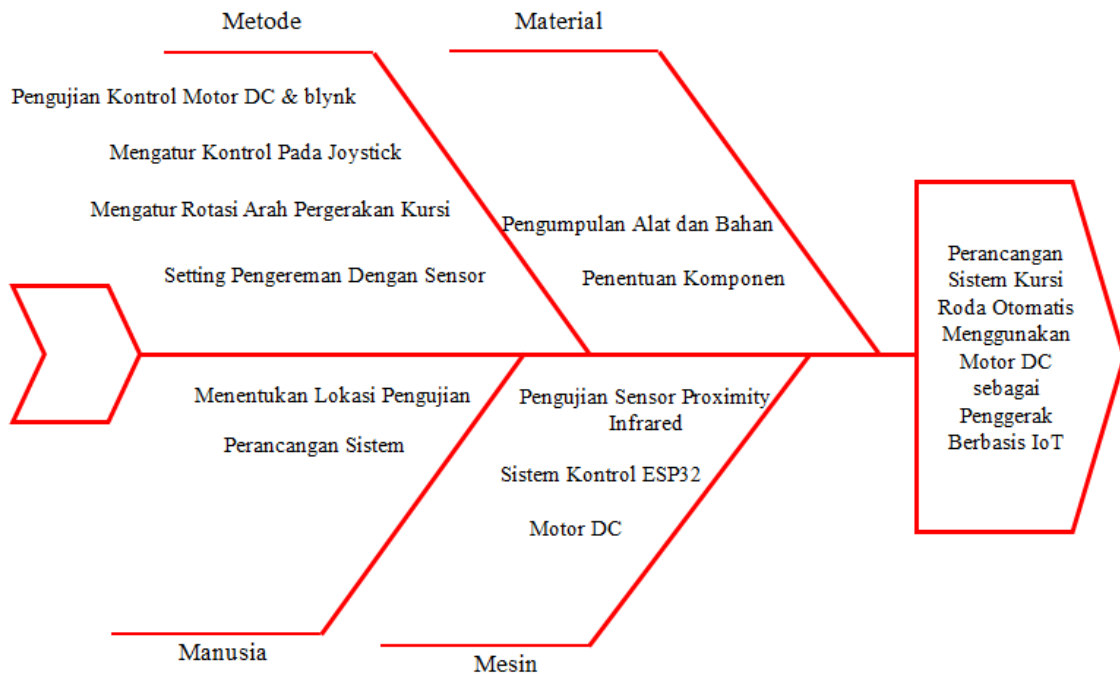 Metode
Material
Pengujian Kontrol Motor DC & blynk
Mengatur Kontrol Pada Joystick
Mengatur Rotasi Arah Pergerakan Kursi
Setting Pengereman Dengan Sensor
Pengumpulan Alat dan Bahan
Penentuan Komponen
Perancangan
Sistem Kursi
Roda Otomatis
Menggunakan
Motor DC
sebagai
Penggerak
Berbasis IoT
Menentukan Lokasi Pengujian
Perancangan Sistem
Pengujian Sensor Proximity
Infrared
Sistem Kontrol ESP32
Motor DC
Manusia
Mesin